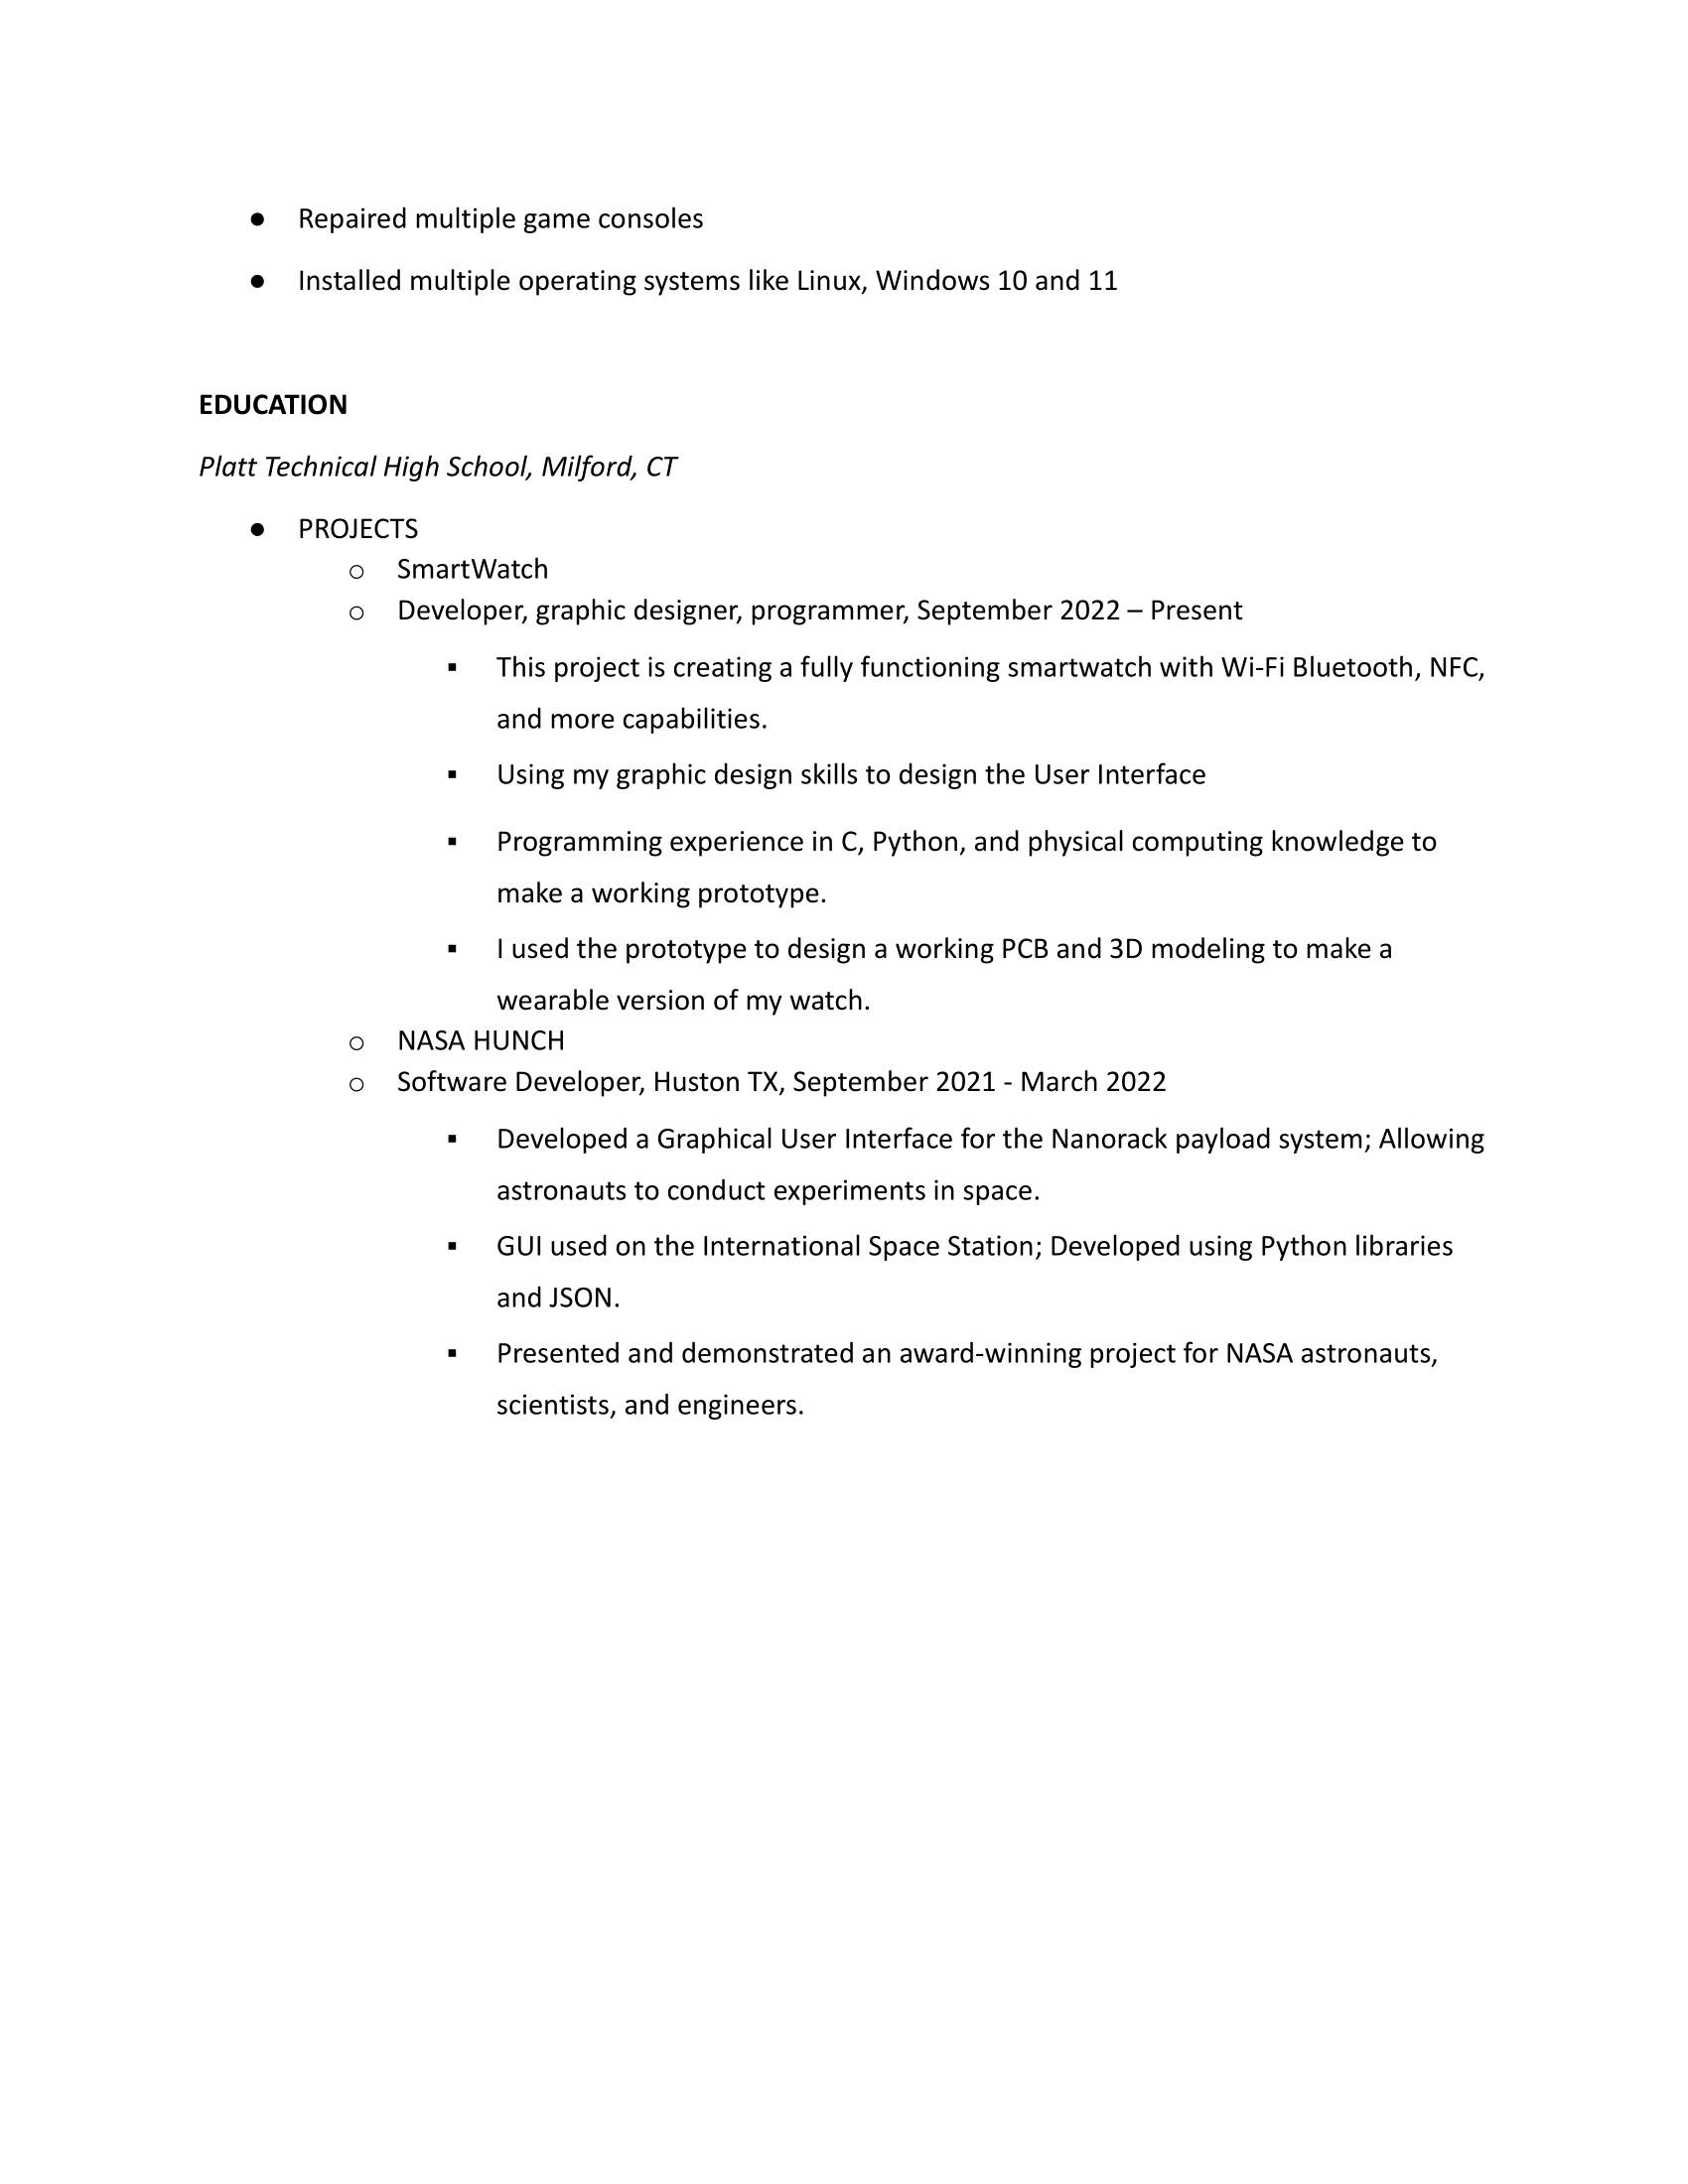 ● Repaired multiple game consoles
● Installed multiple operating systems like Linux, Windows 10 and 11
EDUCATION
Platt Technical High School, Milford, CT
● PROJECTS
○ SmartWatch
○ Developer, graphic designer, programmer, September 2022 – Present
▪ This project is creating a fully functioning smartwatch with Wi-Fi Bluetooth, NFC,
and more capabilities.
▪ Using my graphic design skills to design the User Interface
▪ Programming experience in C, Python, and physical computing knowledge to
make a working prototype.
▪ I used the prototype to design a working PCB and 3D modeling to make a
wearable version of my watch.
○ NASA HUNCH
○ Software Developer, Huston TX, September 2021 - March 2022
▪ Developed a Graphical User Interface for the Nanorack payload system; Allowing
astronauts to conduct experiments in space.
▪ GUI used on the International Space Station; Developed using Python libraries
and JSON.
▪ Presented and demonstrated an award-winning project for NASA astronauts,
scientists, and engineers.